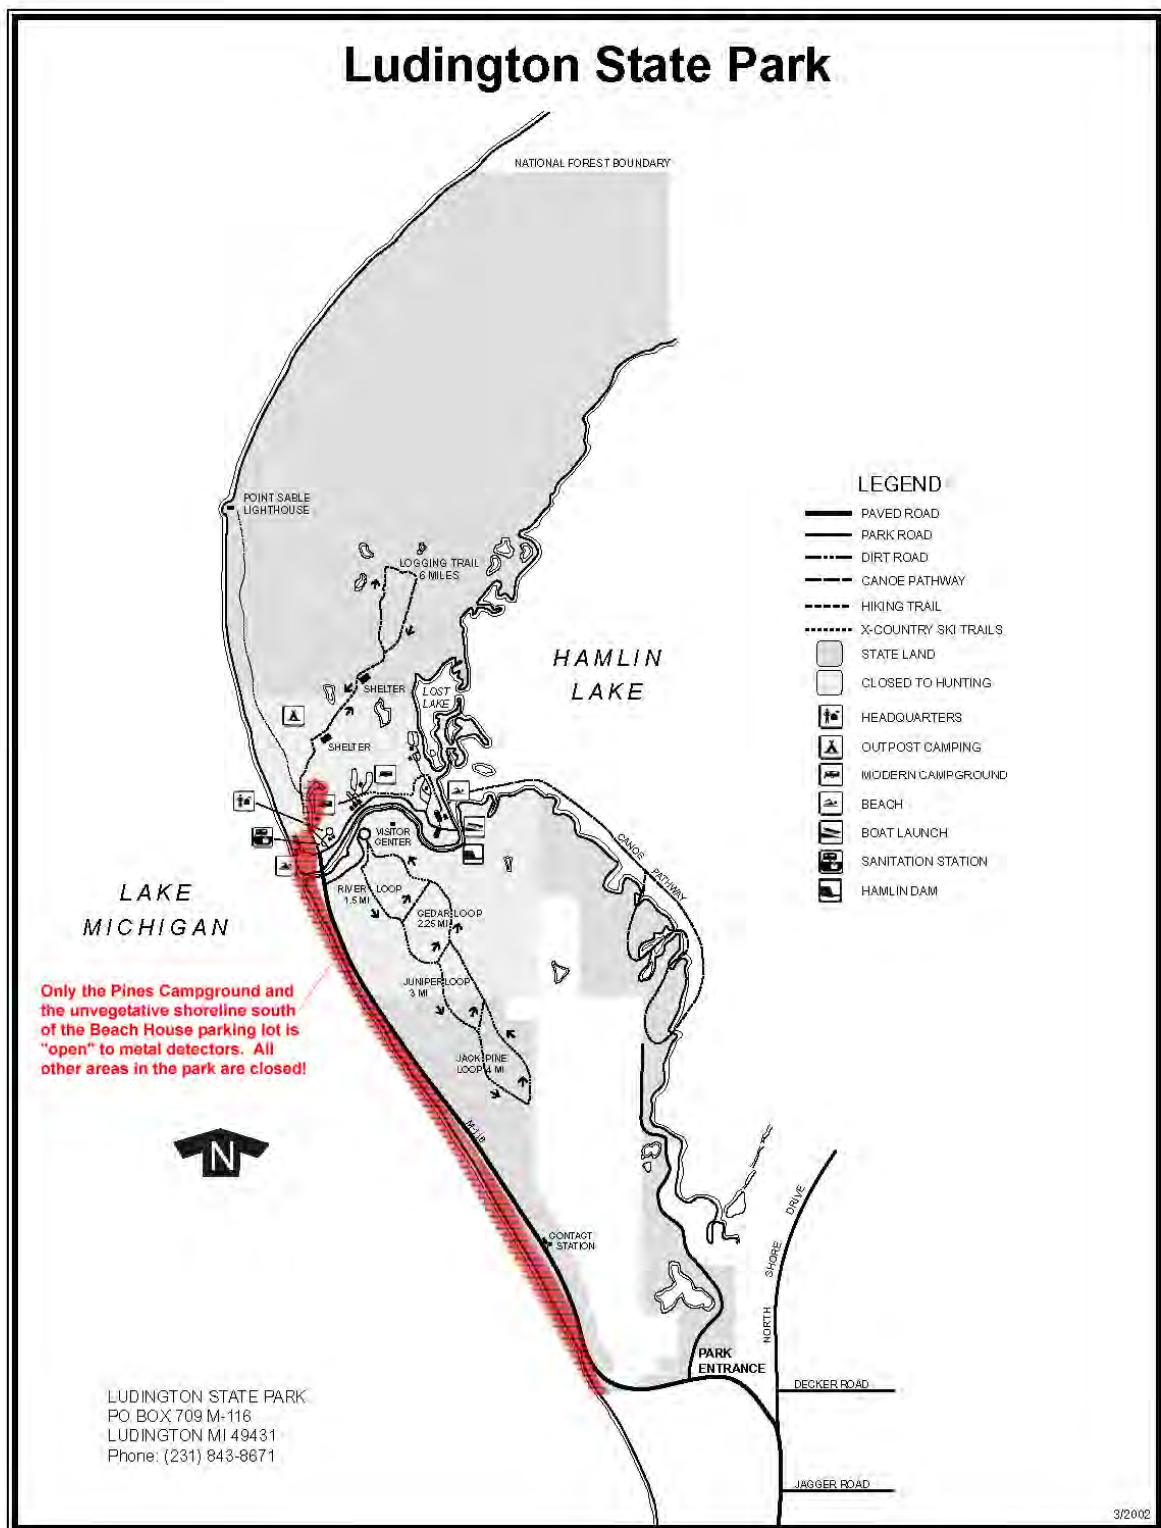 Ludington State Park
NATIONAL FOREST BOUNDARY
POINT SABLE
LIGHTHOUSE
LOGGING TRAIL
6 MILES
HAMLIN
LAKE
SHELTER
LOST
LAKE
SHELTER
VISITOR
CENTER
CANOE PATHWAY
RIVER LOOP
1.5 MI
CEDAR LOOP
2.25 MI
JUNIPER LOOP
3 MI
JACK PINE
LOOP 4 MI
LAKE
MICHIGAN
Only the Pines Campground and
the unvegetative shoreline south
of the Beach House parking lot is
"open" to metal detectors. All
other areas in the park are closed!
N
M-116
CONTACT
STATION
NORTH SHORE DRIVE
PARK
ENTRANCE
DECKER ROAD
JAGGER ROAD
LEGEND
PAVED ROAD
PARK ROAD
DIRT ROAD
CANOE PATHWAY
HIKING TRAIL
X-COUNTRY SKI TRAILS
STATE LAND
CLOSED TO HUNTING
HEADQUARTERS
OUTPOST CAMPING
MODERN CAMPGROUND
BEACH
BOAT LAUNCH
SANITATION STATION
HAMLIN DAM
LUDINGTON STATE PARK
PO BOX 709 M-116
LUDINGTON MI 49431
Phone: (231) 843-8671
3/2002